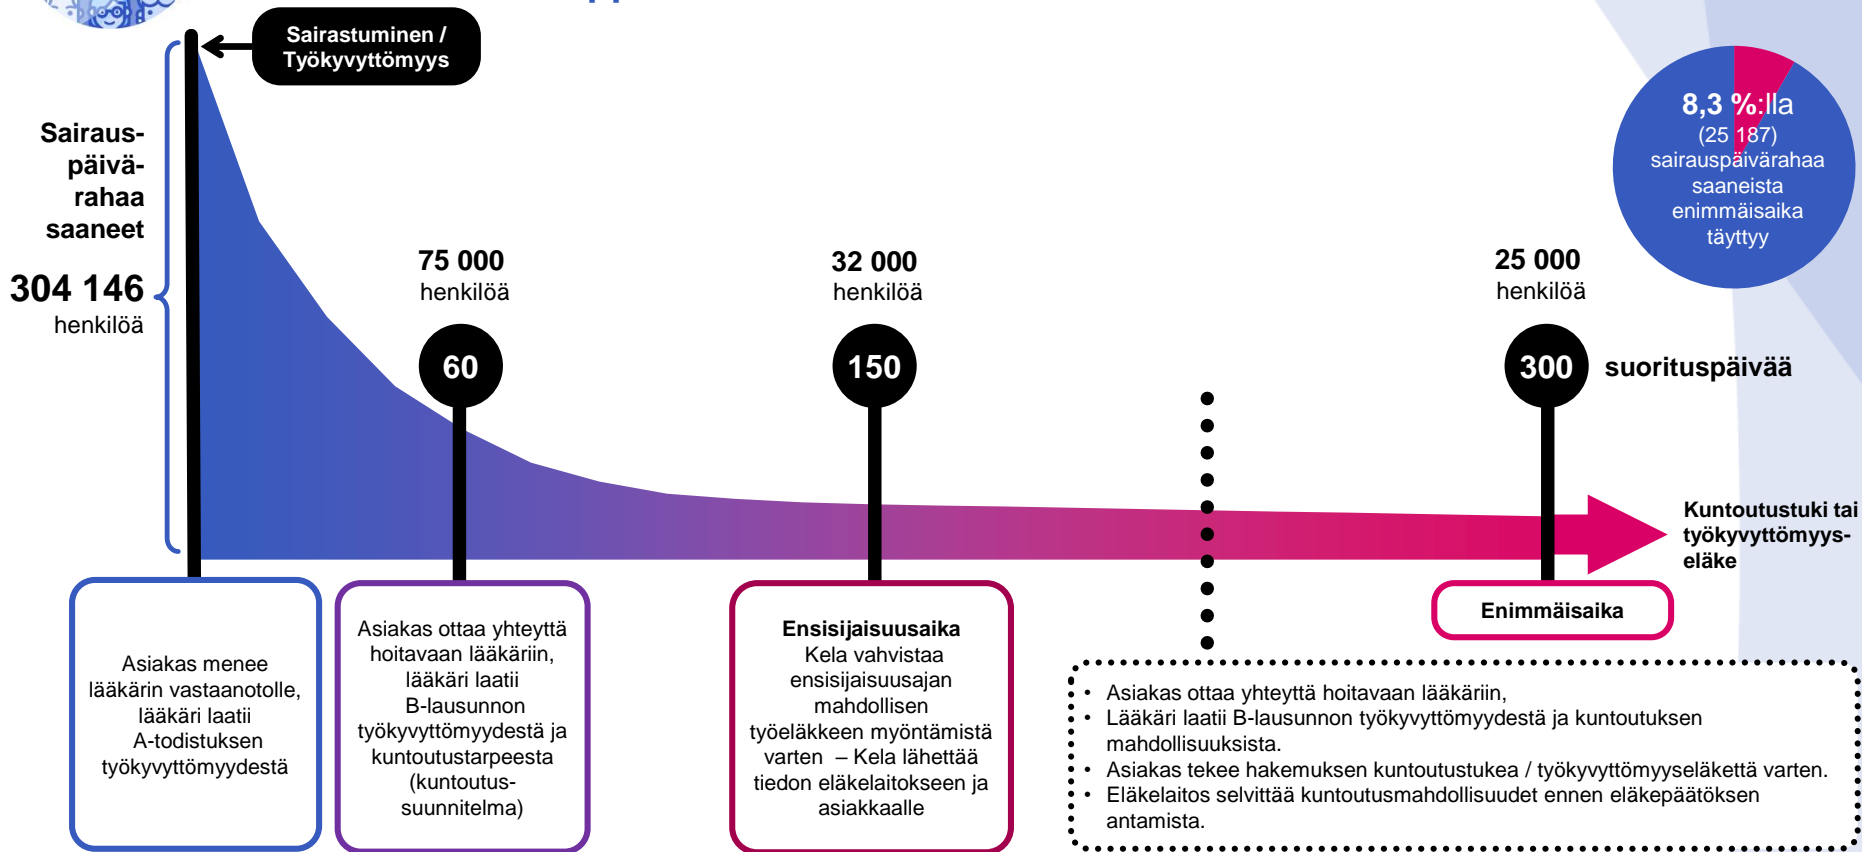 Sairastuminen /
Työkyvyttömyys
Sairaus-
päivä-
rahaa
saaneet
304 146
henkilöä
75 000
henkilöä
32 000
henkilöä
25 000
henkilöä
8,3 %:lla
(25 187)
sairauspäivärahaa
saaneista
enimmäisaika
täyttyy
60
150
300
suorituspäivää
Kuntoutustuki tai
työkyvyttömyys-
eläke
Asiakas menee
lääkärin vastaanotolle,
lääkäri laatii
A-todistuksen
työkyvyttömyydestä
Asiakas ottaa yhteyttä
hoitavaan lääkäriin,
lääkäri laatii
B-lausunnon
työkyvyttömyydestä ja
kuntoutustarpeesta
(kuntoutus-
suunnitelma)
Ensisijaisuusaika
Kela vahvistaa
ensisijaisuusajan
mahdollisen
työeläkkeen myöntämistä
varten – Kela lähettää
tiedon eläkelaitokseen ja
asiakkaalle
Enimmäisaika
• Asiakas ottaa yhteyttä hoitavaan lääkäriin,
• Lääkäri laatii B-lausunnon työkyvyttömyydestä ja kuntoutuksen
mahdollisuuksista.
• Asiakas tekee hakemuksen kuntoutustukea / työkyvyttömyyseläkettä varten.
• Eläkelaitos selvittää kuntoutusmahdollisuudet ennen eläkepäätöksen
antamista.